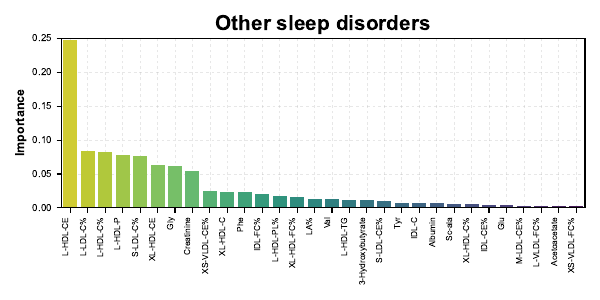 Other sleep disorders
Importance
0.25
0.20
0.15
0.10
0.05
0.00
L-HDL-CE
L-LDL-C%
L-HDL-C%
L-HDL-P
S-LDL-C%
XL-HDL-CE
Gly
Creatinine
XS-VLDL-CE%
XL-HDL-C
Phe
IDL-FC%
L-HDL-PL%
XL-HDL-FC%
LA%
Val
L-HDL-TG
3-Hydroxybutyrate
S-LDL-CE%
Tyr
IDL-C
Albumin
Sc-ala
XL-HDL-C%
IDL-CE%
Glu
M-LDL-CE%
L-VLDL-FC%
Acetoacetate
XS-VLDL-FC%